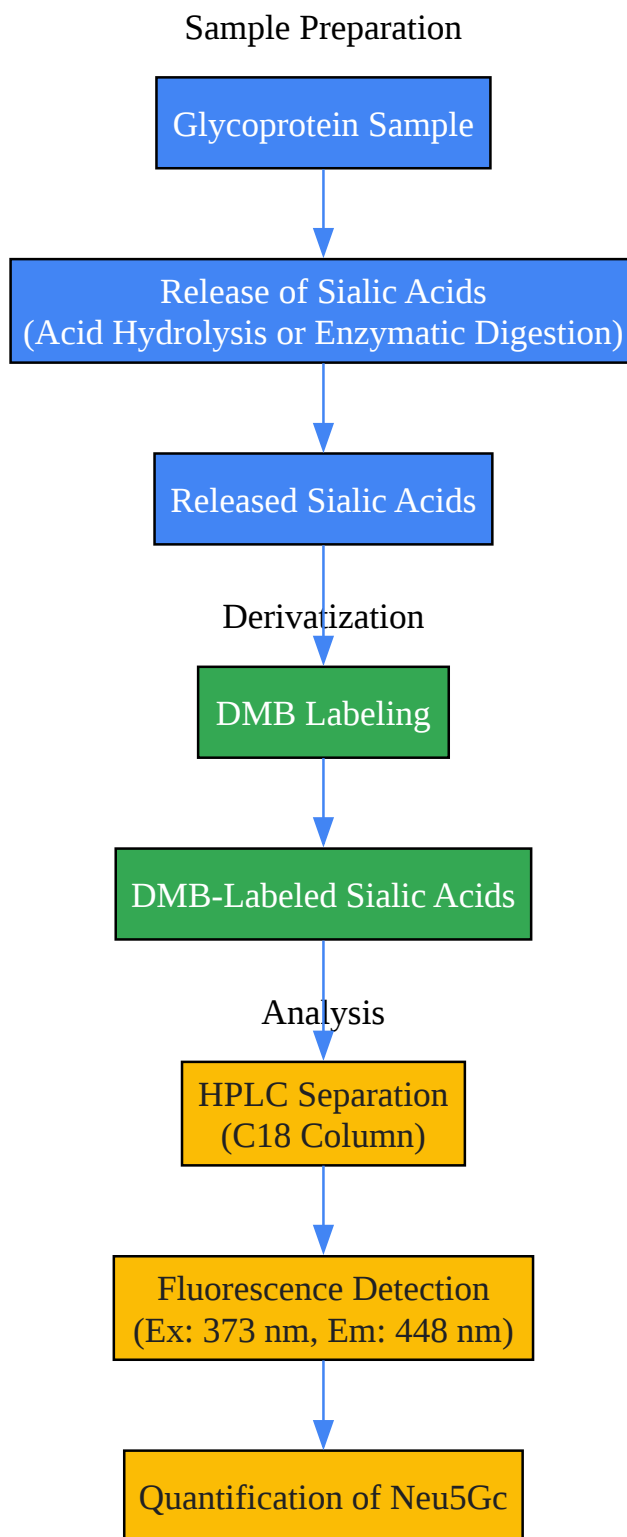 Sample Preparation
Glycoprotein Sample
Release of Sialic Acids
(Acid Hydrolysis or Enzymatic Digestion)
Released Sialic Acids
Derivatization
DMB Labeling
DMB-Labeled Sialic Acids
Analysis
HPLC Separation
(C18 Column)
Fluorescence Detection
(Ex: 373 nm, Em: 448 nm)
Quantification of Neu5Gc